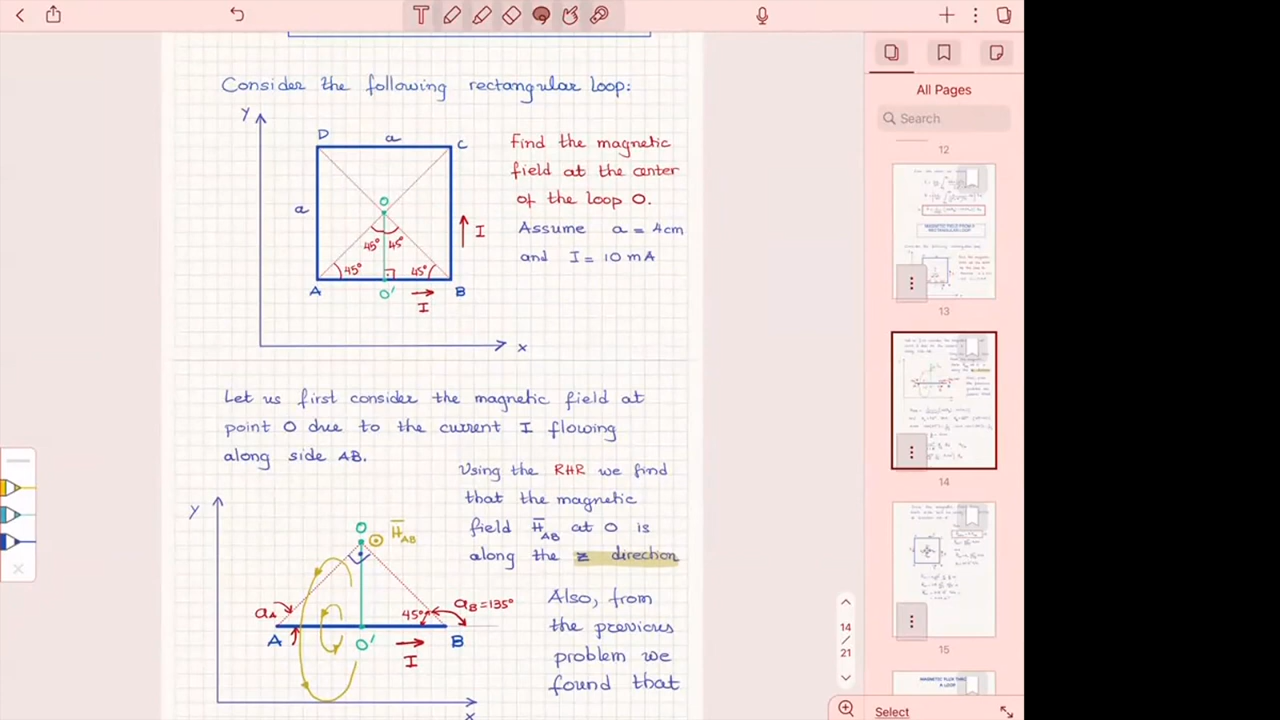 All Pages
Search
12
13
14
15
14
/
21
Select
Consider the following rectangular loop:
y
D
a
C
a
O
45° 45°
45°
45°
A
O'
B
I
I
x
Find the magnetic
field at the center
of the loop O.
Assume a = 4cm
and I = 10 mA
Let us first consider the magnetic field at
point O due to the current I flowing
along side AB.
Using the RHR we find
that the magnetic
field H̅AB at O is
along the z direction
Also, from
the previous
problem we
found that
y
O
H̅AB
aA
45°
aB = 135°
A
O'
B
I
x